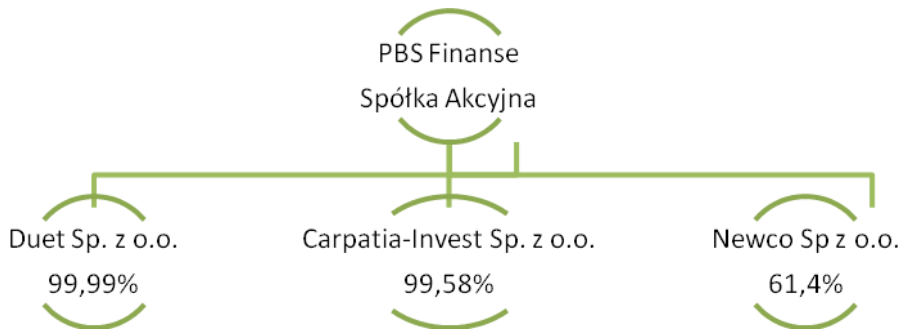 PBS Finanse
Spółka Akcyjna
Duet Sp. z o.o.
99,99%
Carpatia-Invest Sp. z o.o.
99,58%
Newco Sp z o.o.
61,4%